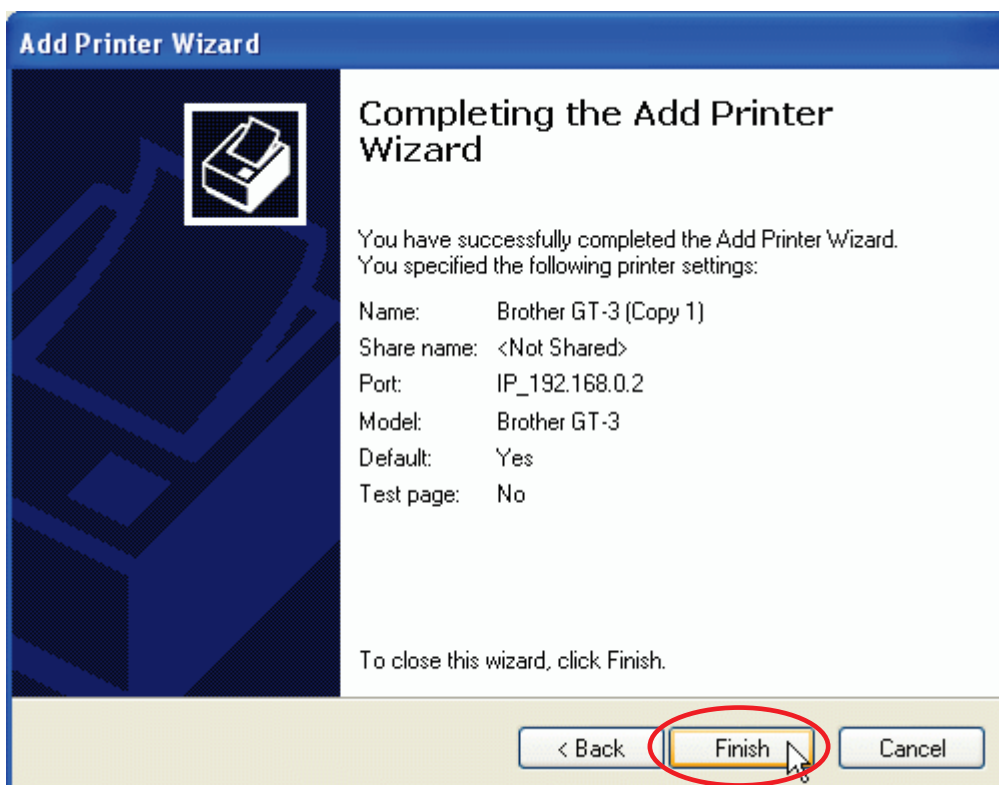 Add Printer Wizard
Completing the Add Printer
Wizard
You have successfully completed the Add Printer Wizard.
You specified the following printer settings:
Name: Brother GT-3 (Copy 1)
Share name: <Not Shared>
Port: IP_192.168.0.2
Model: Brother GT-3
Default: Yes
Test page: No
To close this wizard, click Finish.
< Back Finish Cancel